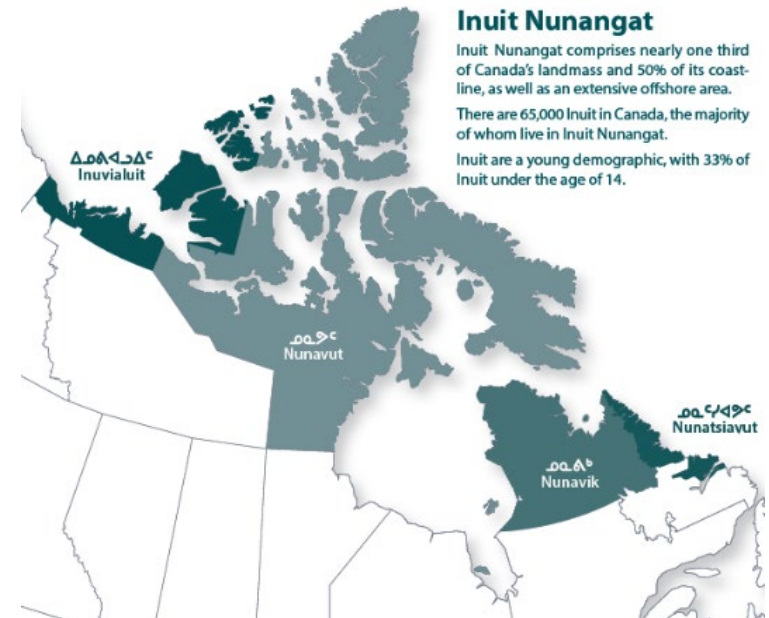 Inuit Nunangat
Inuit Nunangat comprises nearly one third
of Canada's landmass and 50% of its coast-
line, as well as an extensive offshore area.
There are 65,000 Inuit in Canada, the majority
of whom live in Inuit Nunangat.
Inuit are a young demographic, with 33% of
Inuit under the age of 14.
ᐃᓄᕕᐊᓗᐃᑦ
Inuvialuit
ᓄᓇᕗᑦ
Nunavut
ᓄᓇᑦᓯᐊᕗᑦ
Nunatsiavut
ᓄᓇᕕᒃ
Nunavik